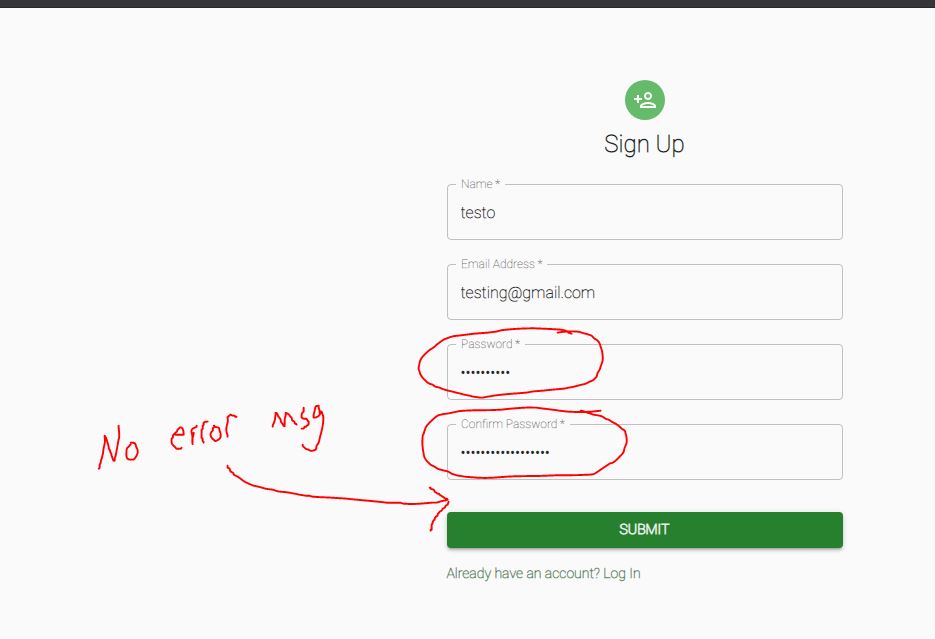 Sign Up
Name *
testo
Email Address *
testing@gmail.com
Password *
••••••••••
Confirm Password *
••••••••••••••••••
No error msg
SUBMIT
Already have an account? Log In